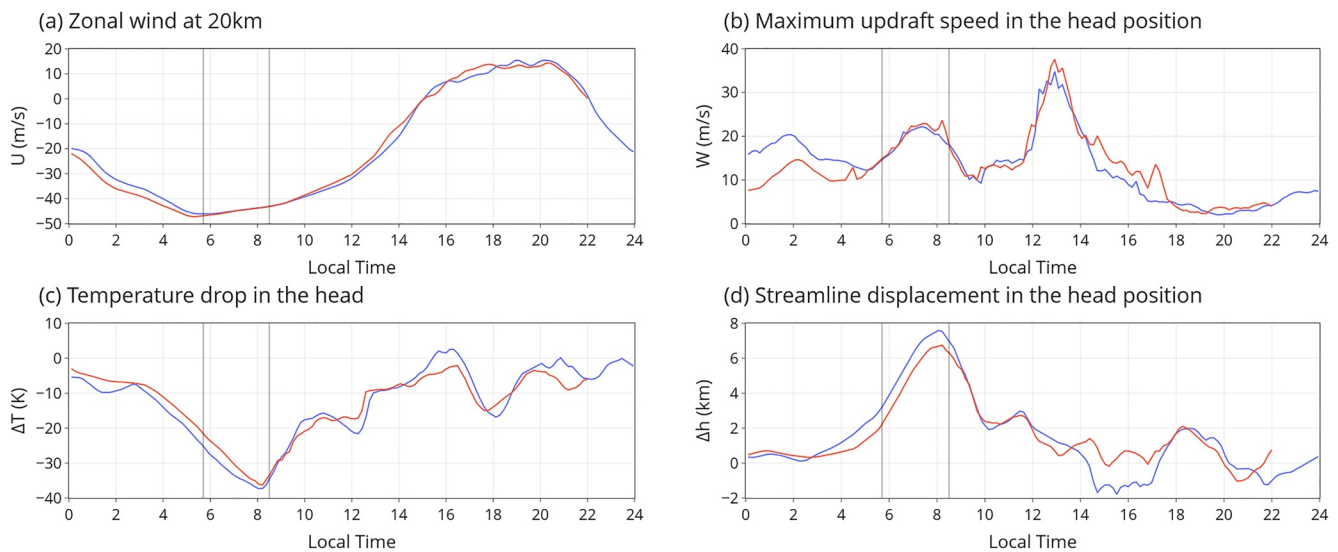 (a) Zonal wind at 20km
(b) Maximum updraft speed in the head position
20
10
0
−10
−20
−30
−40
−50
U (m/s)
0 2 4 6 8 10 12 14 16 18 20 22 24
Local Time
40
30
20
10
0
W (m/s)
0 2 4 6 8 10 12 14 16 18 20 22 24
Local Time
(c) Temperature drop in the head
(d) Streamline displacement in the head position
10
0
−10
−20
−30
−40
ΔT (K)
0 2 4 6 8 10 12 14 16 18 20 22 24
Local Time
8
6
4
2
0
−2
Δh (km)
0 2 4 6 8 10 12 14 16 18 20 22 24
Local Time